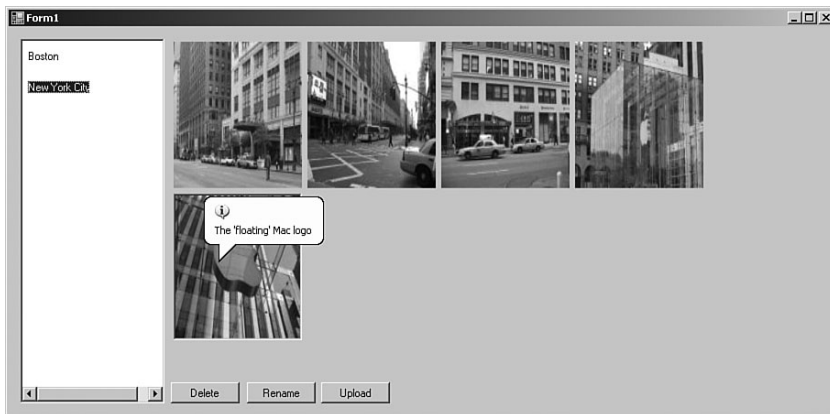 Form1
Boston
New York City
The 'floating' Mac logo
Delete
Rename
Upload